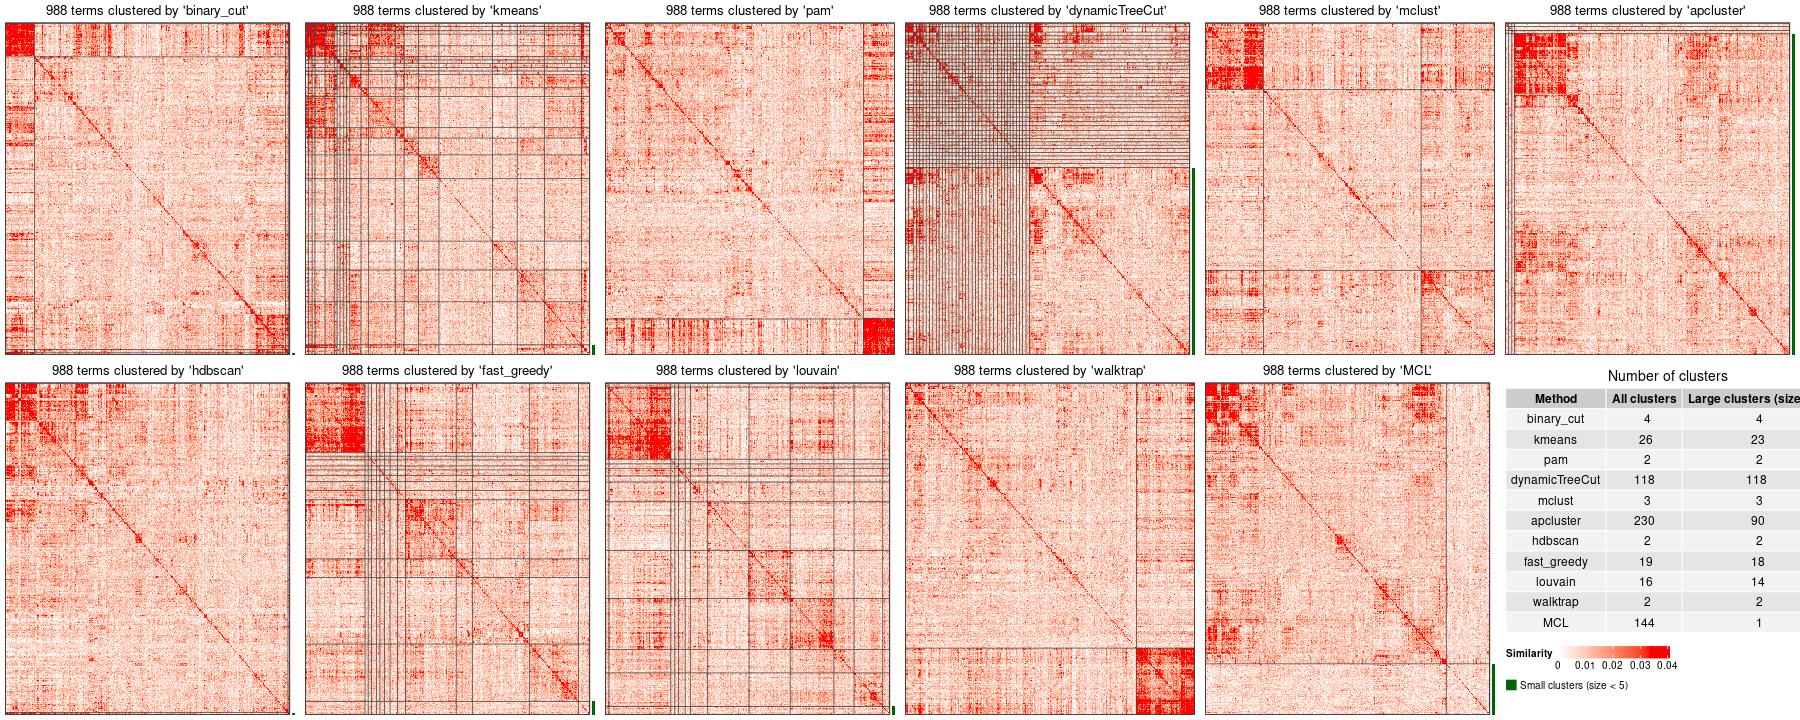 988 terms clustered by 'binary_cut'
988 terms clustered by 'kmeans'
988 terms clustered by 'pam'
988 terms clustered by 'dynamicTreeCut'
988 terms clustered by 'mclust'
988 terms clustered by 'apcluster'
988 terms clustered by 'hdbscan'
988 terms clustered by 'fast_greedy'
988 terms clustered by 'louvain'
988 terms clustered by 'walktrap'
988 terms clustered by 'MCL'
Number of clusters
Method All clusters Large clusters (size
binary_cut 4 4
kmeans 26 23
pam 2 2
dynamicTreeCut 118 118
mclust 3 3
apcluster 230 90
hdbscan 2 2
fast_greedy 19 18
louvain 16 14
walktrap 2 2
MCL 144 1
Similarity
0 0.01 0.02 0.03 0.04
Small clusters (size < 5)